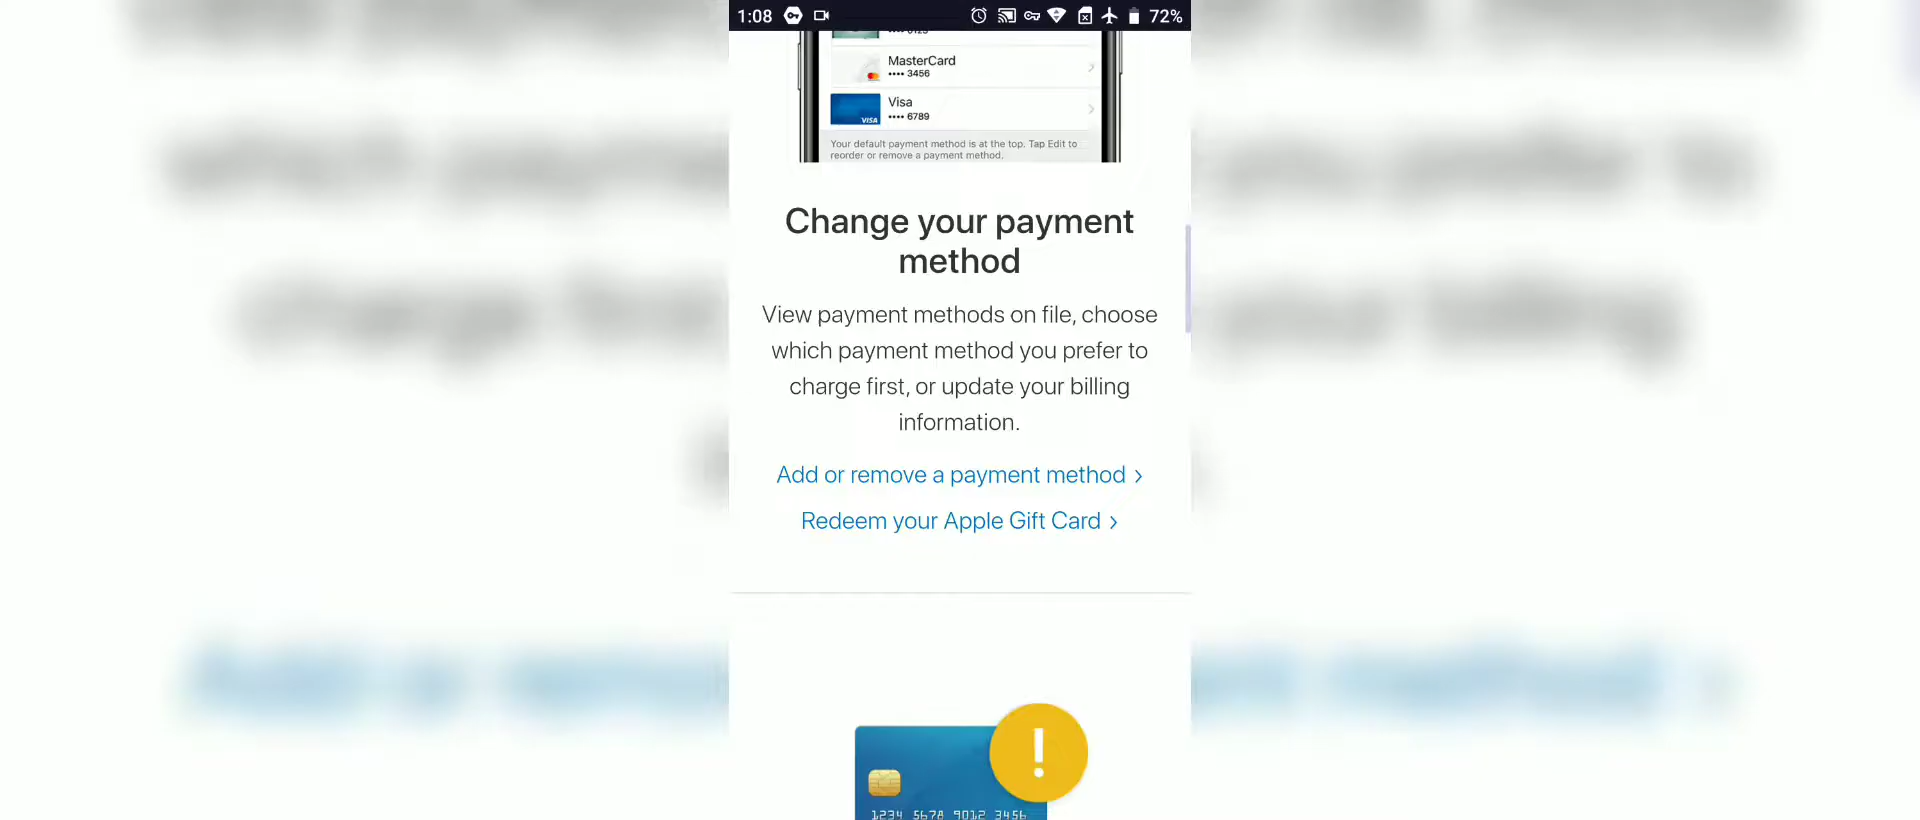 1:08 72%
MasterCard
•••• 3456
Visa
•••• 6789
VISA
Your default payment method is at the top. Tap Edit to
reorder or remove a payment method.
Change your payment
method
View payment methods on file, choose
which payment method you prefer to
charge first, or update your billing
information.
Add or remove a payment method >
Redeem your Apple Gift Card >
!
1234 5678 9012 3456